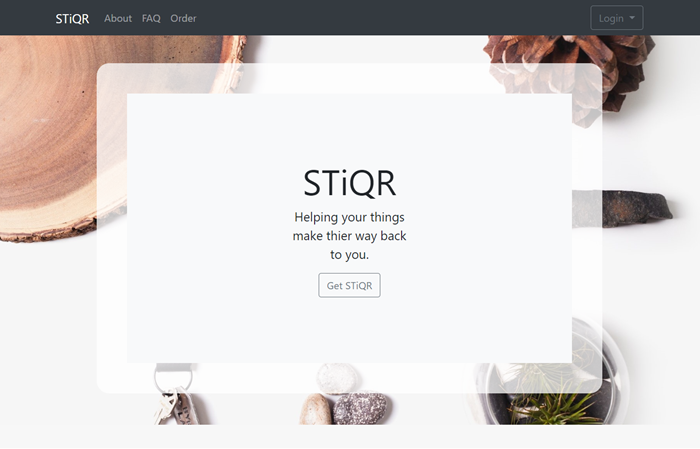 STiQR About FAQ Order Login
STiQR
Helping your things
make thier way back
to you.
Get STiQR